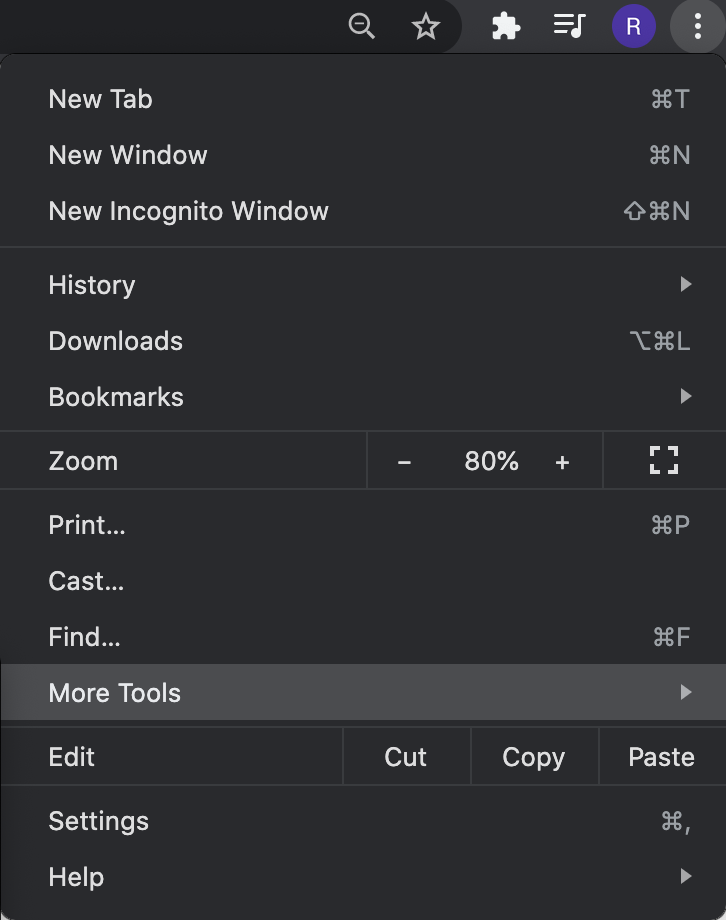 R
New Tab ⌘T
New Window ⌘N
New Incognito Window ⇧⌘N
History
Downloads ⌥⌘L
Bookmarks
Zoom - 80% +
Print... ⌘P
Cast...
Find... ⌘F
More Tools
Edit Cut Copy Paste
Settings ⌘,
Help